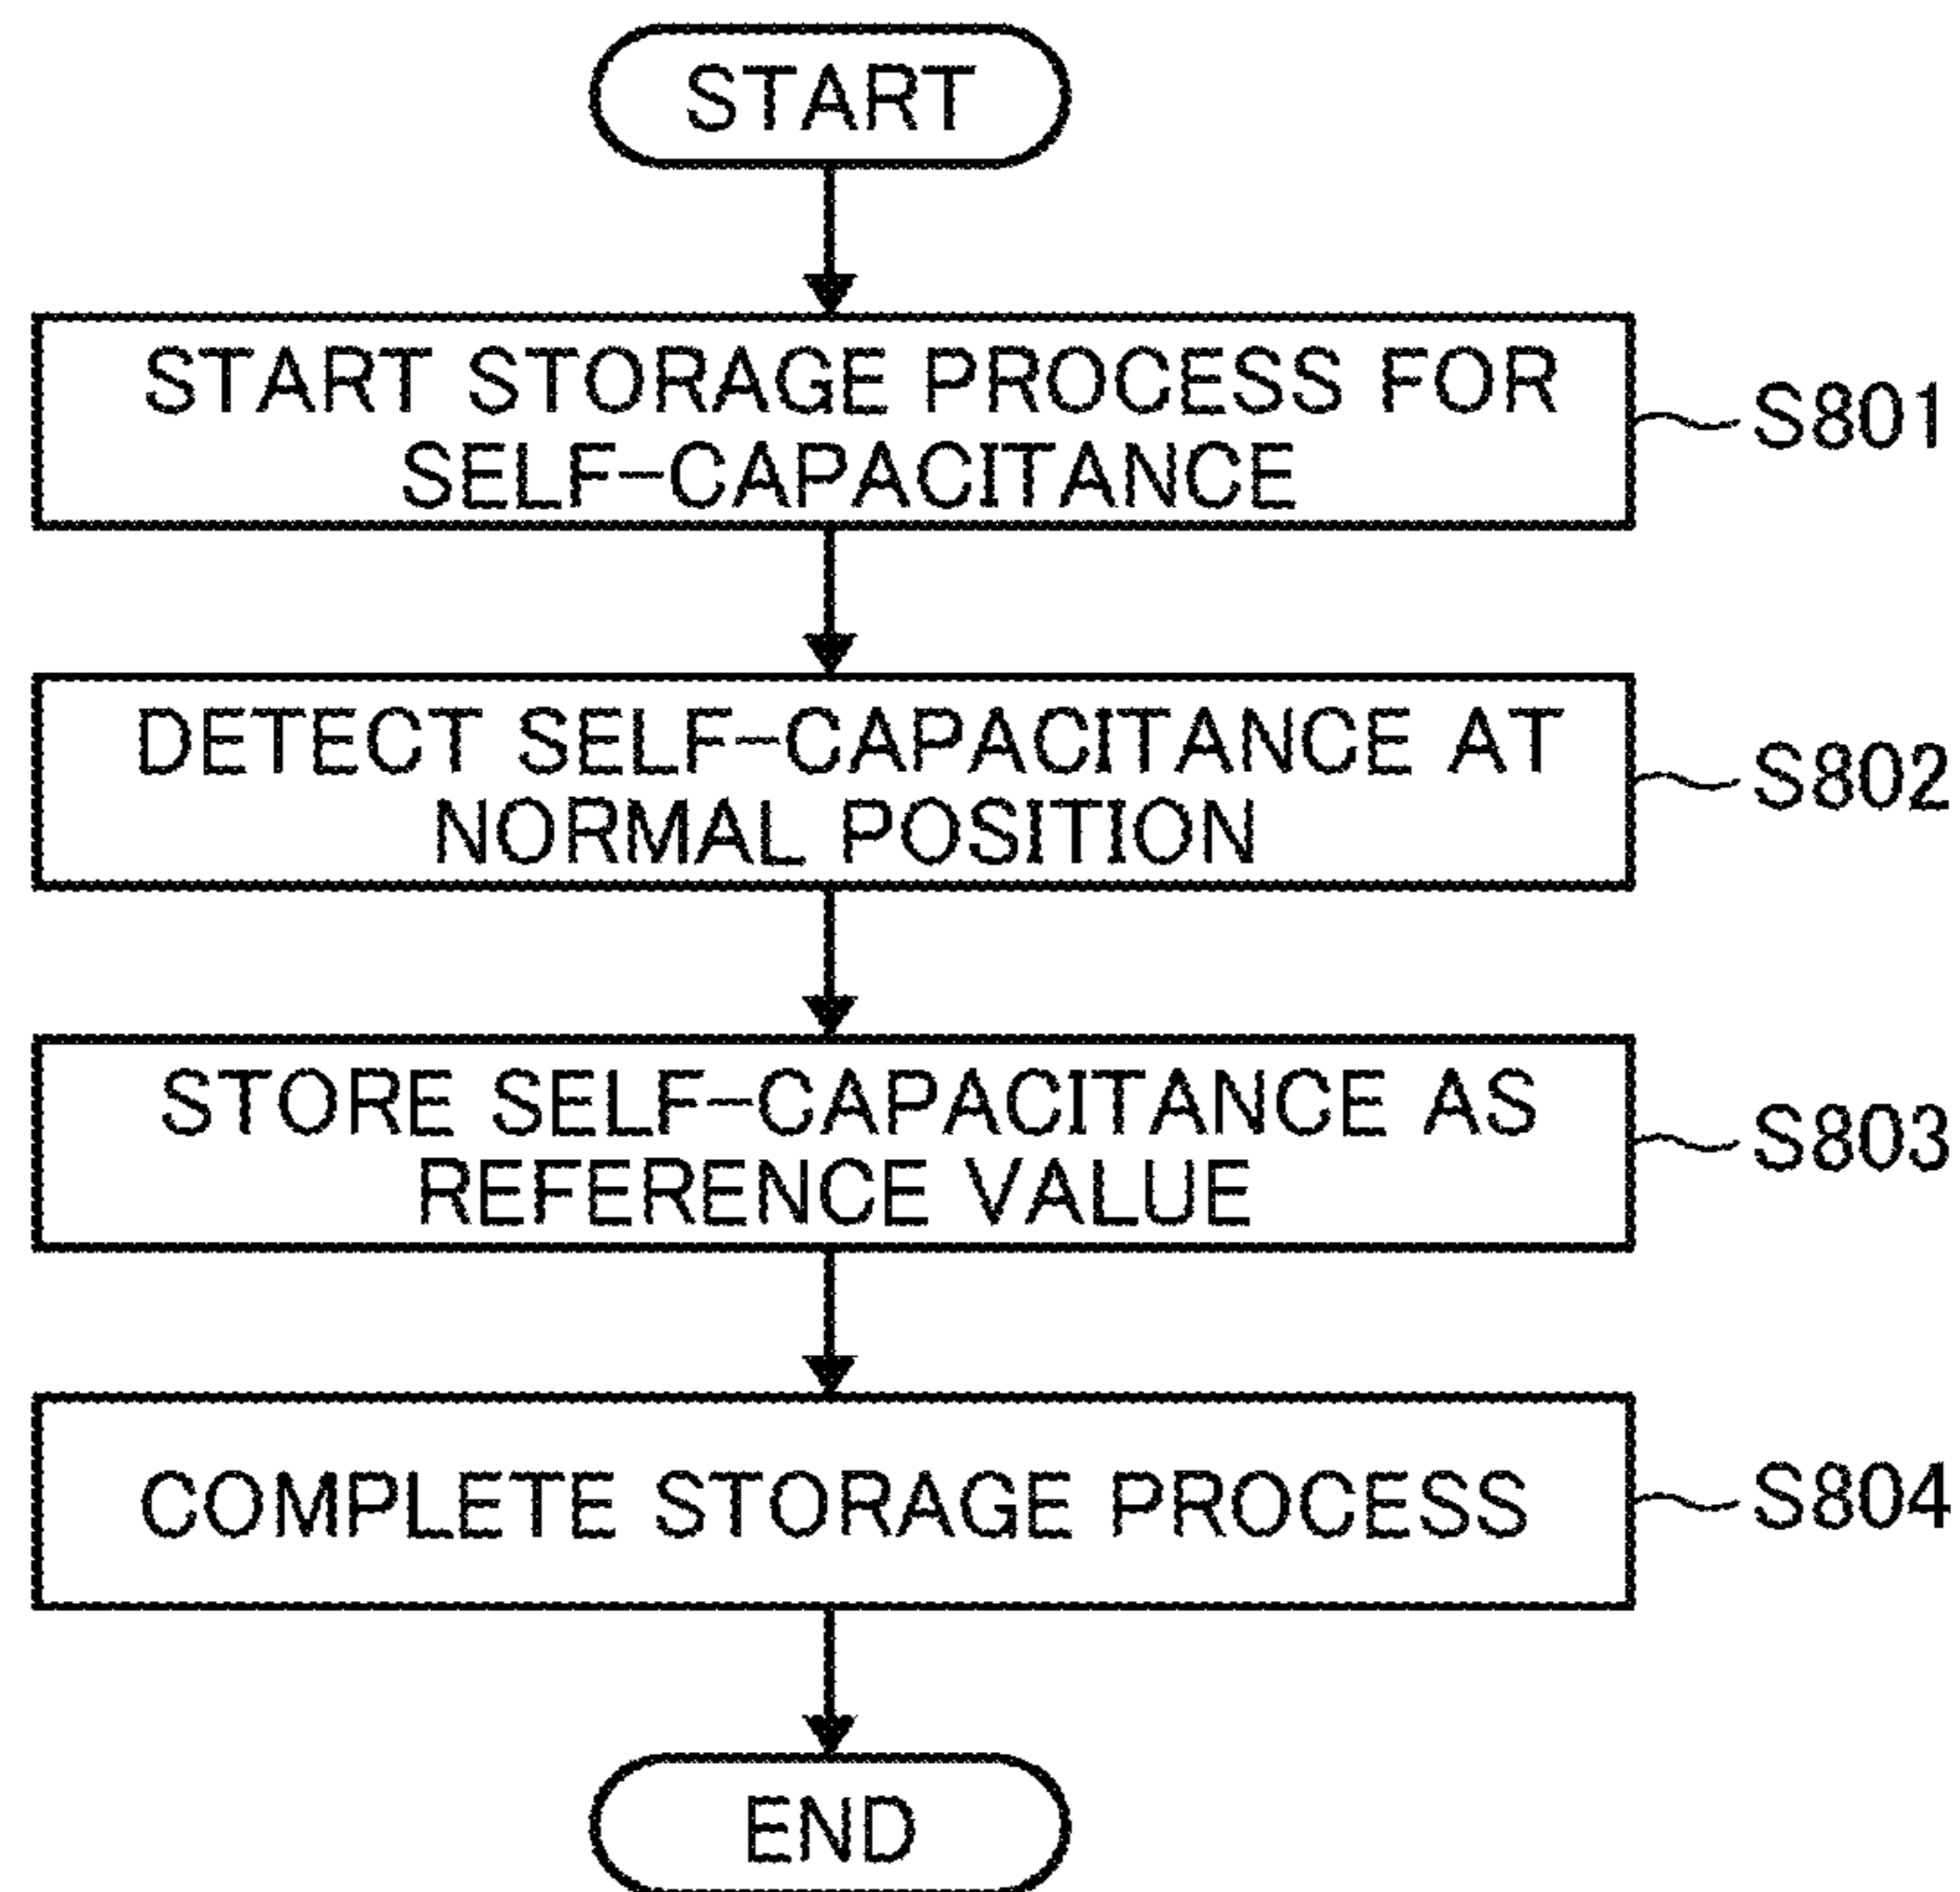 START
START STORAGE PROCESS FOR
SELF-CAPACITANCE
S801
DETECT SELF-CAPACITANCE AT
NORMAL POSITION
S802
STORE SELF-CAPACITANCE AS
REFERENCE VALUE
S803
COMPLETE STORAGE PROCESS
S804
END